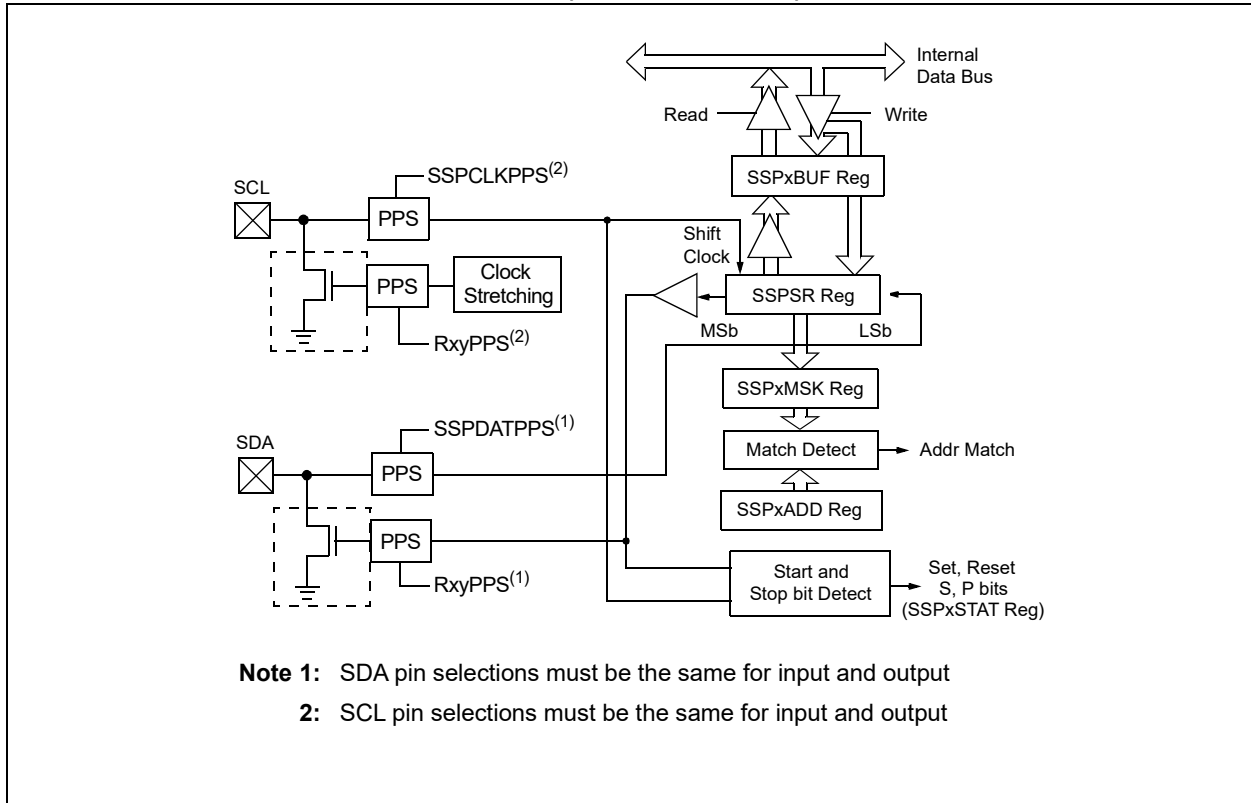 Internal
Data Bus
Read
Write
SSPCLKPPS(2)
SSPxBUF Reg
SCL
PPS
Shift
Clock
PPS
Clock
Stretching
SSPSR Reg
MSb
LSb
RxyPPS(2)
SSPxMSK Reg
SSPDATPPS(1)
SDA
Match Detect
Addr Match
PPS
SSPxADD Reg
PPS
RxyPPS(1)
Start and
Stop bit Detect
Set, Reset
S, P bits
(SSPxSTAT Reg)
Note 1: SDA pin selections must be the same for input and output
2: SCL pin selections must be the same for input and output